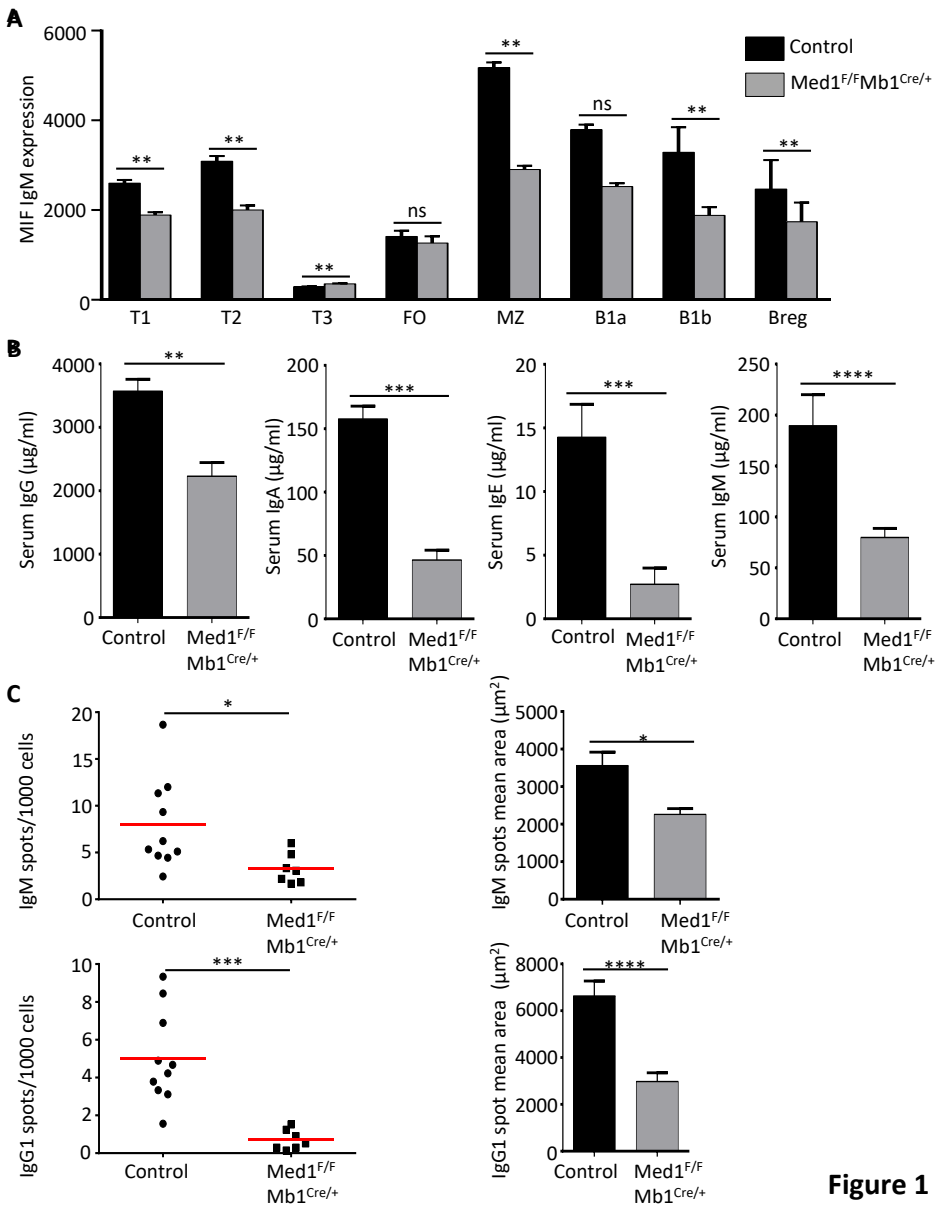 A
6000
4000
2000
0
MIF IgM expression
**
**
**
ns
**
ns
**
**
Control
Med1F/FMb1Cre/+
T1 T2 T3 FO MZ B1a B1b Breg
B
4000
3000
2000
1000
0
Serum IgG (µg/ml)
**
Control Med1F/F
Mb1Cre/+
200
150
100
50
0
Serum IgA (µg/ml)
***
Control Med1F/F
Mb1Cre/+
20
15
10
5
0
Serum IgE (µg/ml)
***
Control Med1F/F
Mb1Cre/+
250
200
150
100
50
0
Serum IgM (µg/ml)
****
Control Med1F/F
Mb1Cre/+
C
20
15
10
5
0
IgM spots/1000 cells
*
Control Med1F/F
Mb1Cre/+
5000
4000
3000
2000
1000
0
IgM spots mean area (µm²)
*
Control Med1F/F
Mb1Cre/+
10
8
6
4
2
0
IgG1 spots/1000 cells
***
Control Med1F/F
Mb1Cre/+
8000
6000
4000
2000
0
IgG1 spot mean area (µm²)
****
Control Med1F/F
Mb1Cre/+
Figure 1